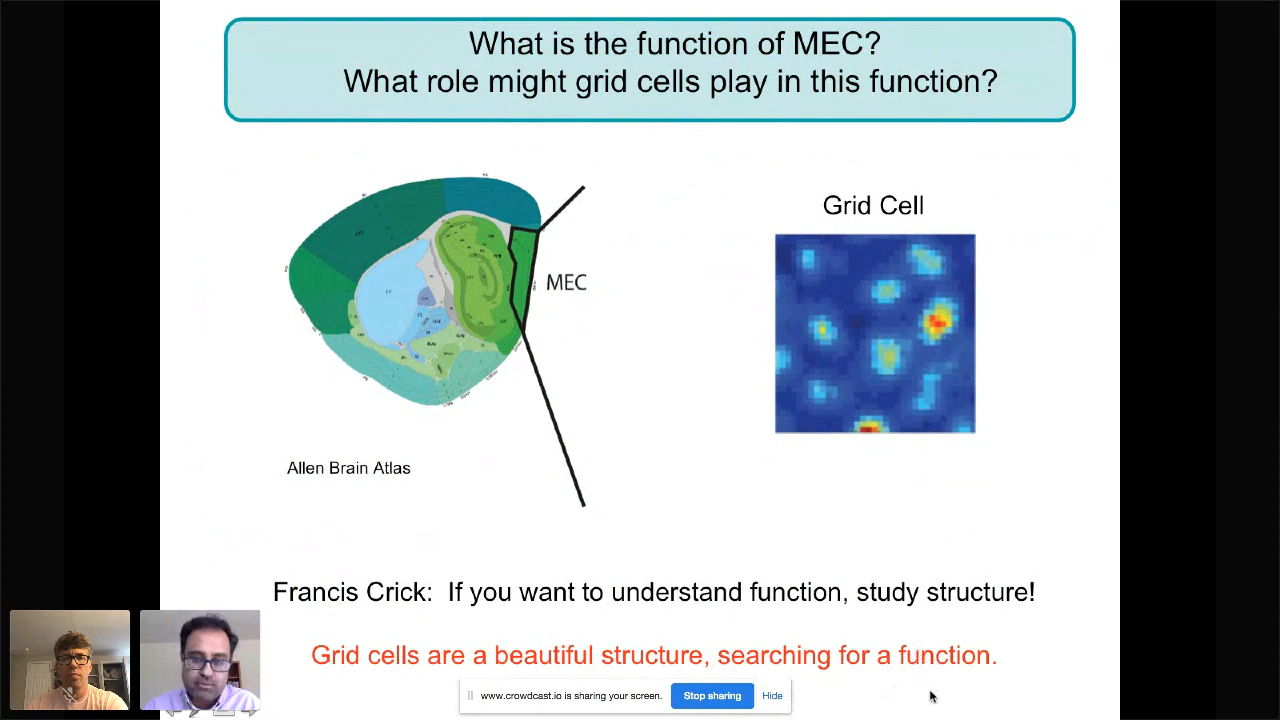 What is the function of MEC?
What role might grid cells play in this function?
Grid Cell
MEC
Allen Brain Atlas
Francis Crick: If you want to understand function, study structure!
Grid cells are a beautiful structure, searching for a function.
www.crowdcast.io is sharing your screen. Stop sharing Hide